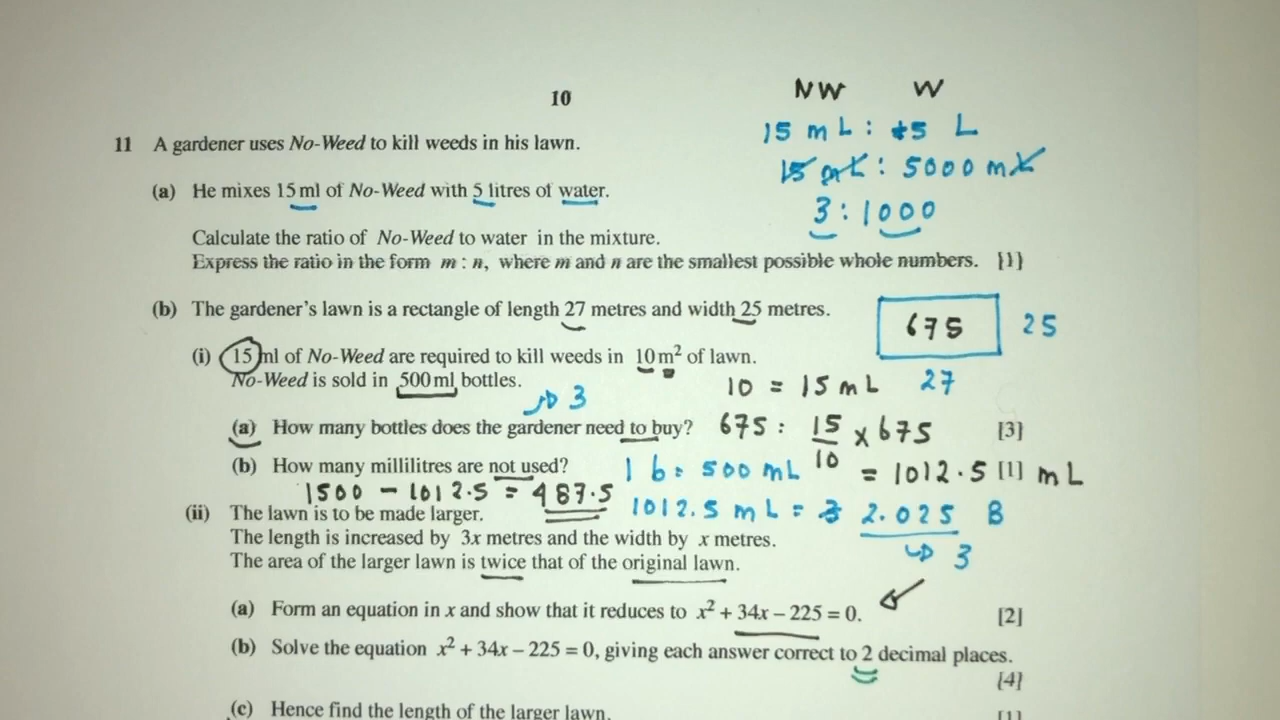 10
NW W
15 mL : 5 L
15 mL : 5000 mL
3 : 1000
11 A gardener uses No-Weed to kill weeds in his lawn.
(a) He mixes 15 ml of No-Weed with 5 litres of water.
Calculate the ratio of No-Weed to water in the mixture.
Express the ratio in the form m : n, where m and n are the smallest possible whole numbers. [1]
(b) The gardener's lawn is a rectangle of length 27 metres and width 25 metres.
675 25
27
(i) 15 ml of No-Weed are required to kill weeds in 10 m² of lawn.
No-Weed is sold in 500 ml bottles.
↳ 3
10 = 15 mL
(a) How many bottles does the gardener need to buy? [3]
675 : 15/10 × 675
= 1012.5 mL
(b) How many millilitres are not used? [1]
1 b = 500 mL
1500 - 1012.5 = 487.5
1012.5 mL = 2.025 B
↳ 3
(ii) The lawn is to be made larger.
The length is increased by 3x metres and the width by x metres.
The area of the larger lawn is twice that of the original lawn.
(a) Form an equation in x and show that it reduces to x² + 34x – 225 = 0. [2]
(b) Solve the equation x² + 34x – 225 = 0, giving each answer correct to 2 decimal places.
[4]
(c) Hence find the length of the larger lawn. [1]